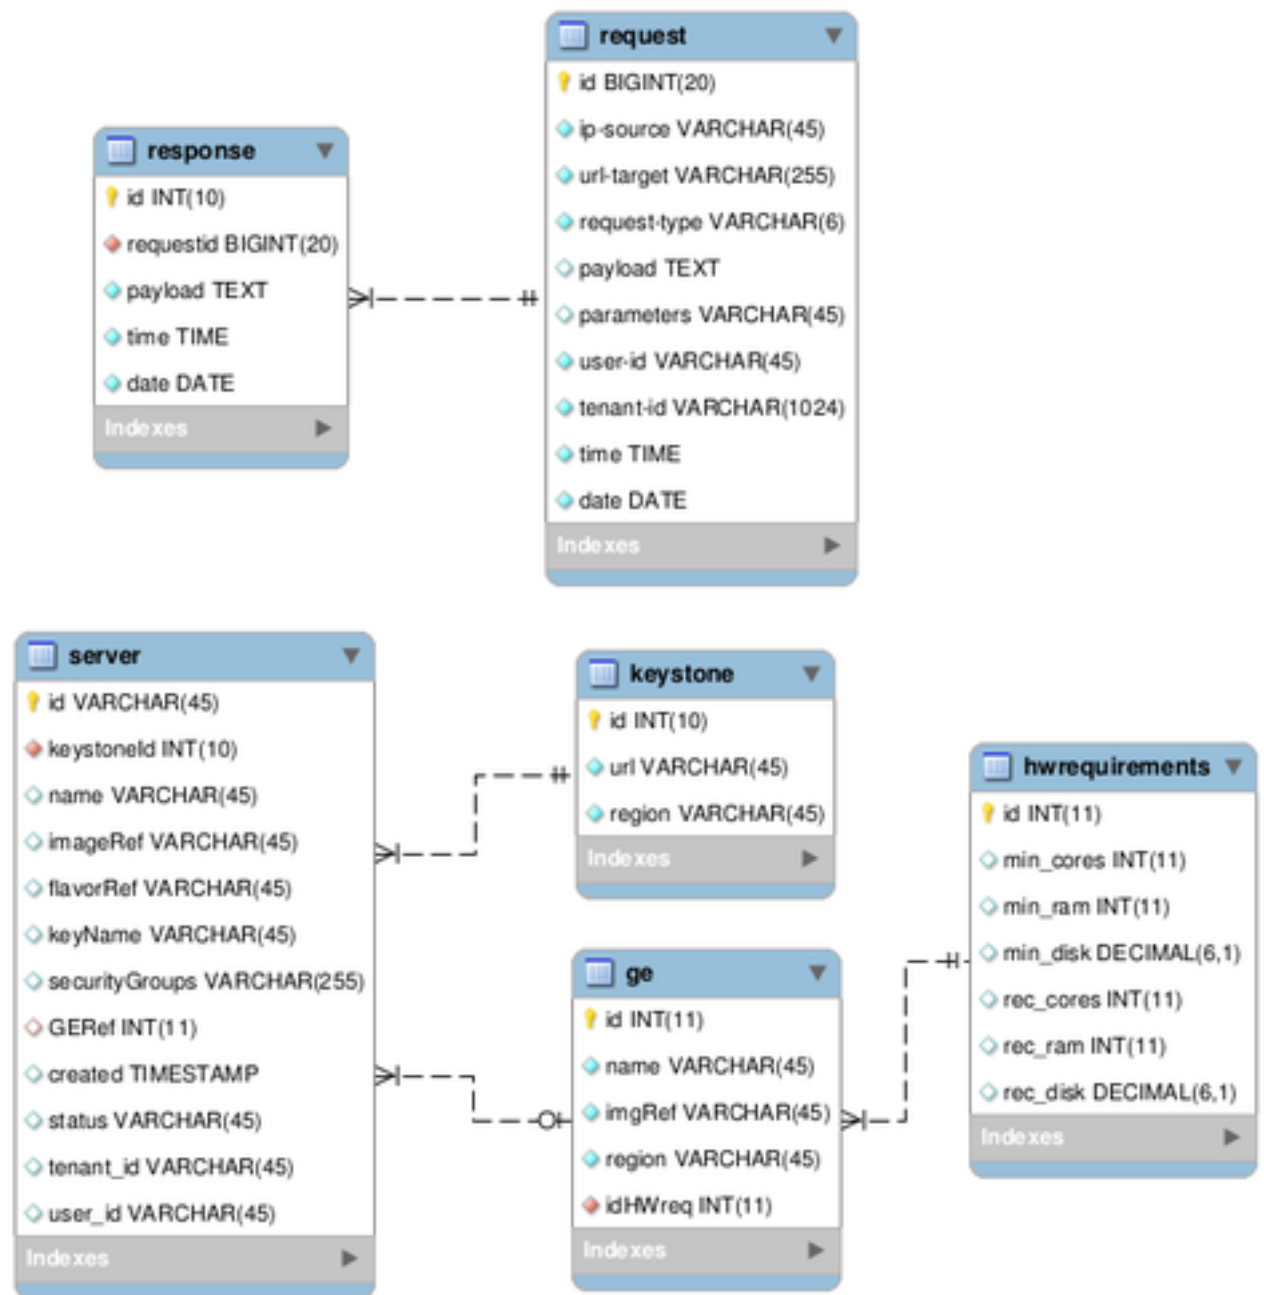 request
id BIGINT(20)
ip-source VARCHAR(45)
url-target VARCHAR(255)
request-type VARCHAR(6)
payload TEXT
parameters VARCHAR(45)
user-id VARCHAR(45)
tenant-id VARCHAR(1024)
time TIME
date DATE
Indexes
response
id INT(10)
requestid BIGINT(20)
payload TEXT
time TIME
date DATE
Indexes
server
id VARCHAR(45)
keystoneId INT(10)
name VARCHAR(45)
imageRef VARCHAR(45)
flavorRef VARCHAR(45)
keyName VARCHAR(45)
securityGroups VARCHAR(255)
GERef INT(11)
created TIMESTAMP
status VARCHAR(45)
tenant_id VARCHAR(45)
user_id VARCHAR(45)
Indexes
keystone
id INT(10)
url VARCHAR(45)
region VARCHAR(45)
Indexes
ge
id INT(11)
name VARCHAR(45)
imgRef VARCHAR(45)
region VARCHAR(45)
idHWreq INT(11)
Indexes
hwrequirements
id INT(11)
min_cores INT(11)
min_ram INT(11)
min_disk DECIMAL(6,1)
rec_cores INT(11)
rec_ram INT(11)
rec_disk DECIMAL(6,1)
Indexes